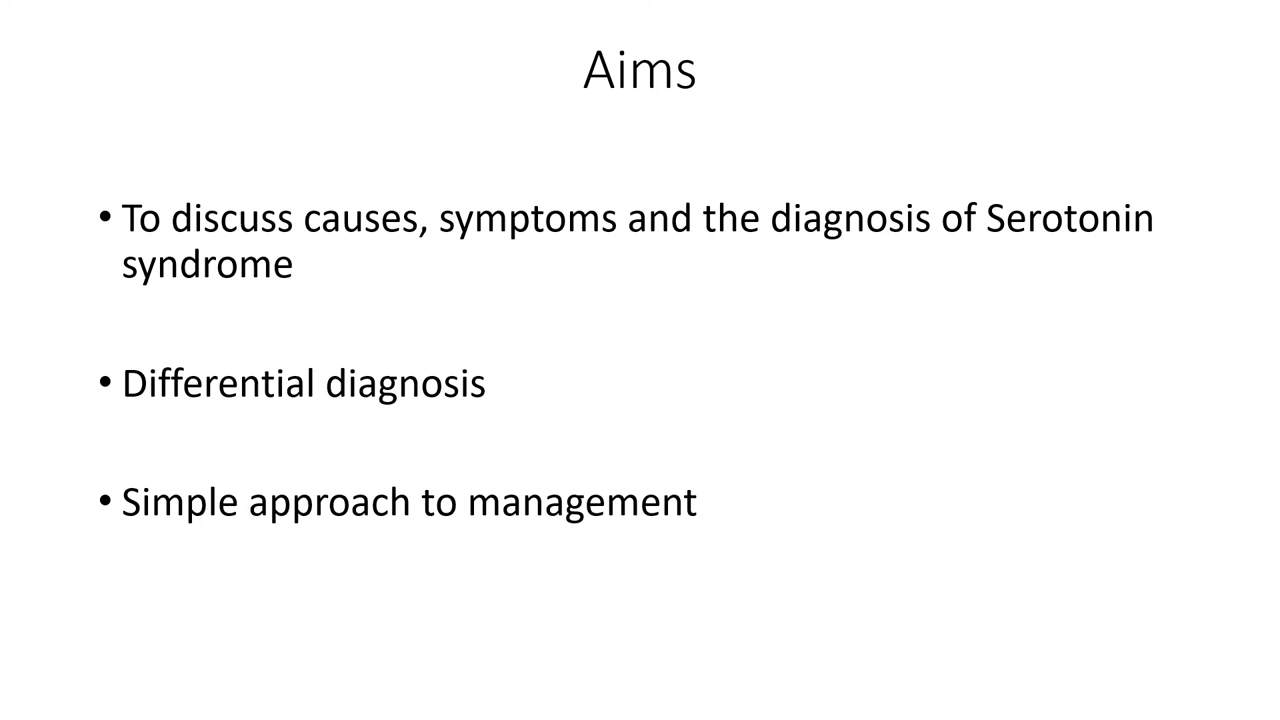 Aims
• To discuss causes, symptoms and the diagnosis of Serotonin
syndrome
• Differential diagnosis
• Simple approach to management